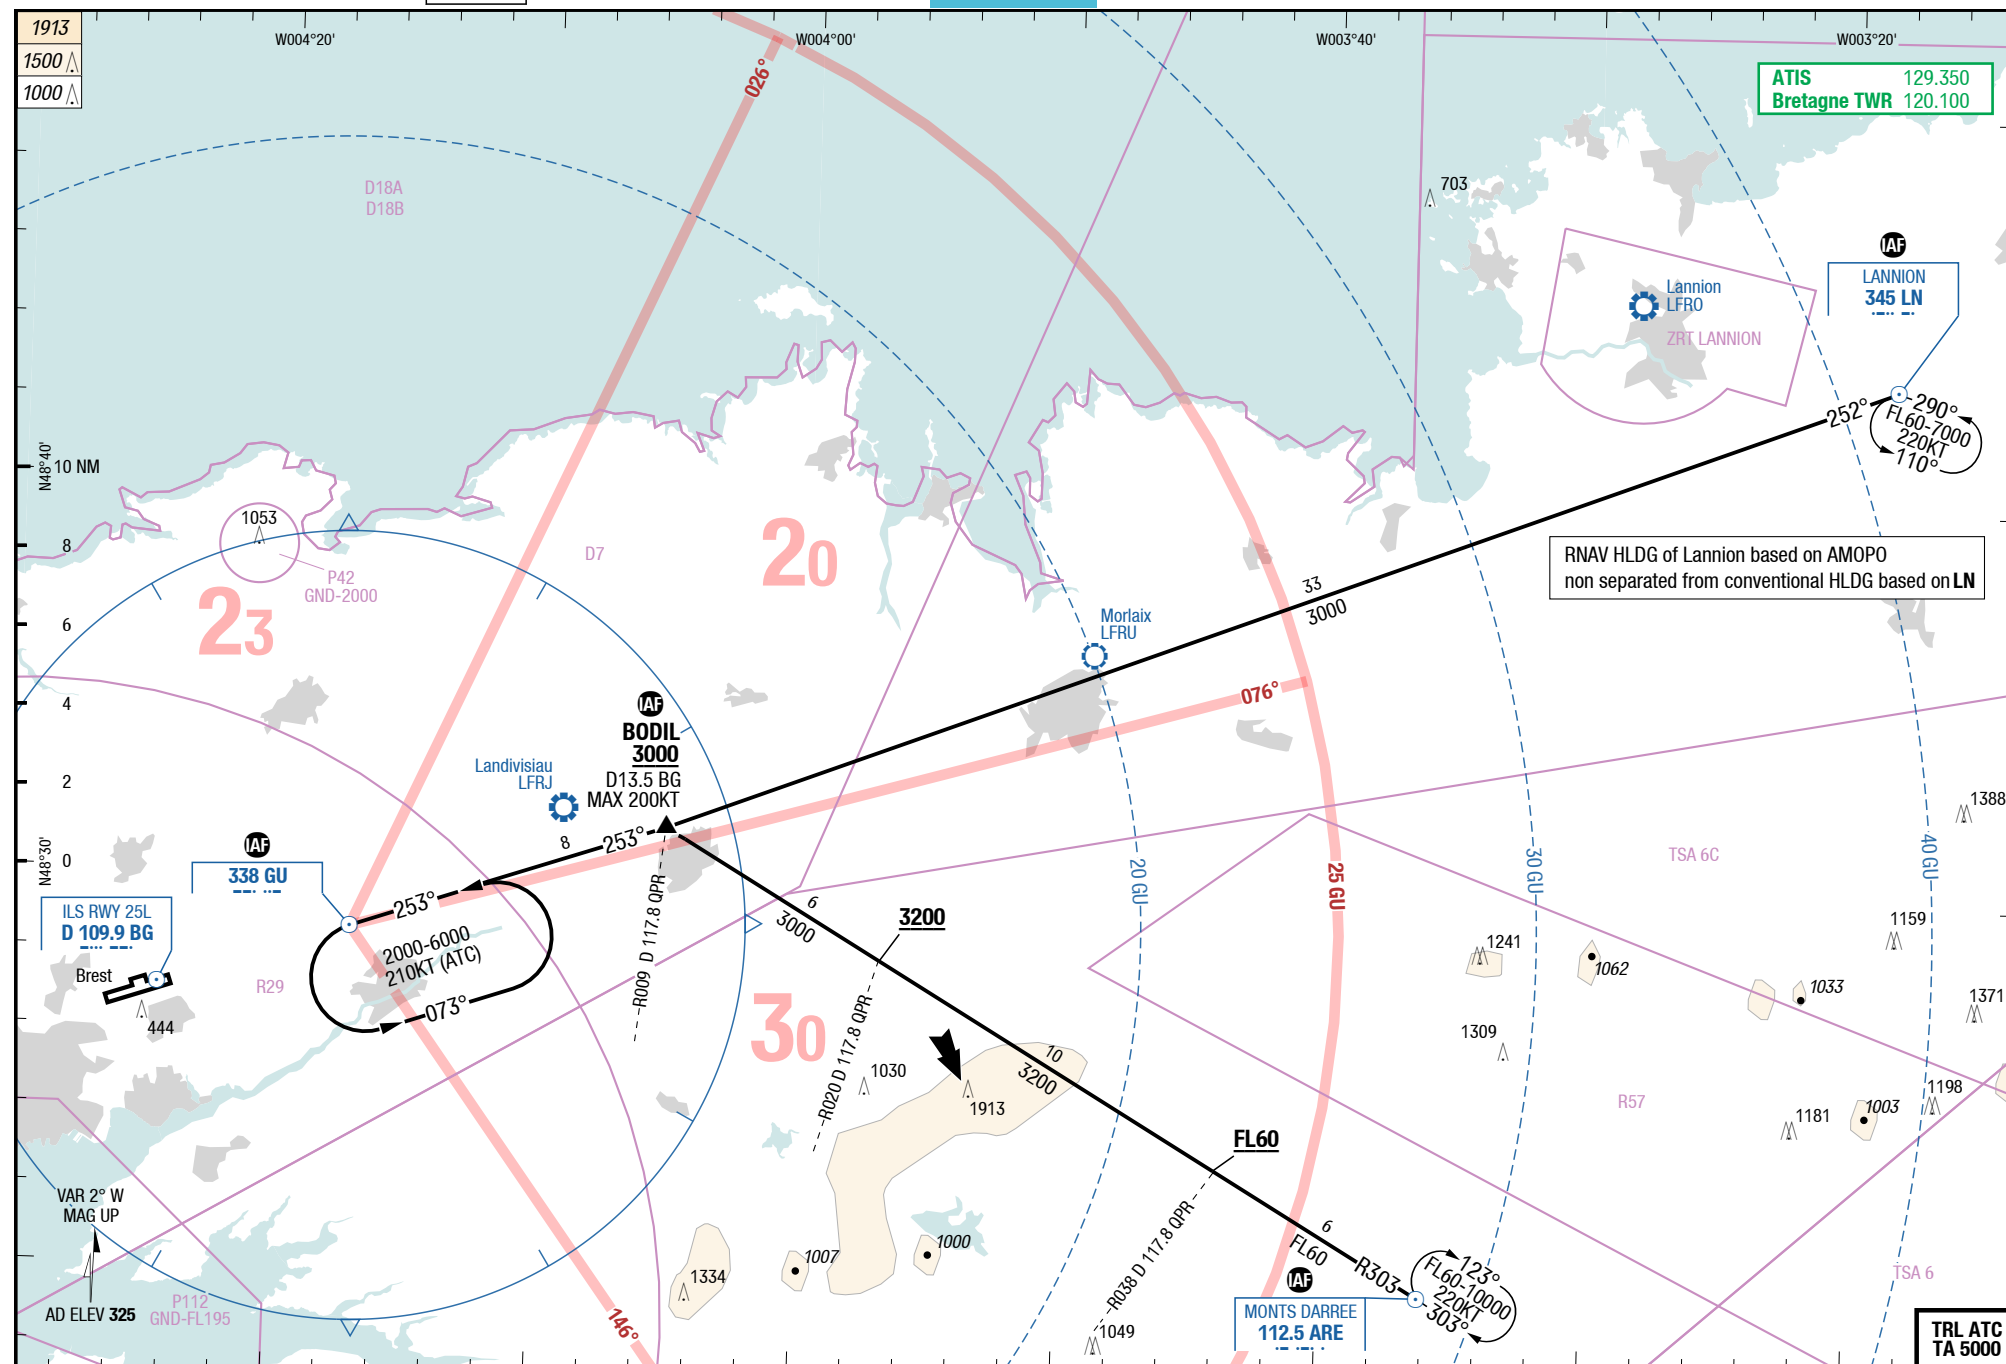 1913
1500
1000
W004°20'
W004°00'
W003°40'
W003°20'
ATIS 129.350
Bretagne TWR 120.100
026°
D18A
D18B
703
IAF
LANNION
345 LN
Lannion
LFRO
ZRT LANNION
252°
290°
FL60-7000
220KT
110°
N48°40'
10 NM
8
6
4
2
0
N48°30'
1053
P42
GND-2000
D7
23
20
RNAV HLDG of Lannion based on AMOPO
non separated from conventional HLDG based on LN
33
3000
Morlaix
LFRU
076°
IAF
BODIL
3000
D13.5 BG
MAX 200KT
Landivisiau
LFRJ
8
253°
IAF
338 GU
253°
2000-6000
210KT (ATC)
073°
ILS RWY 25L
D 109.9 BG
Brest
444
R29
R009 D 117.8 QPR
6
3000
3200
R020 D 117.8 QPR
30
1030
1913
10
3200
20 GU
25 GU
30 GU
40 GU
TSA 6C
1388
1241
1062
1159
1033
1371
1309
R57
1181
1003
1198
FL60
R038 D 117.8 QPR
6
FL60
R303
123°
FL60-10000
220KT
303°
IAF
MONTS DARREE
112.5 ARE
1049
TSA 6
VAR 2° W
MAG UP
AD ELEV 325
P112
GND-FL195
146°
1334
1007
1000
TRL ATC
TA 5000